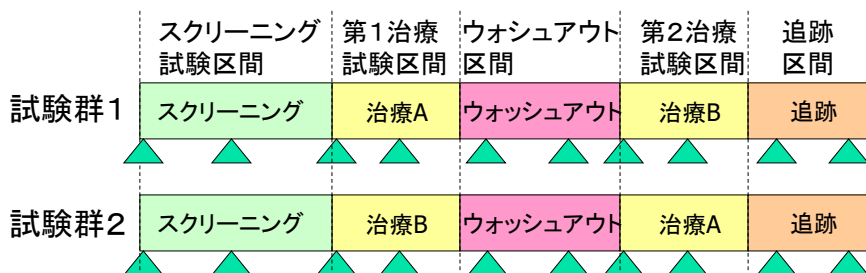 スクリーニング 第1治療 ウォシュアウト 第2治療 追跡
試験区間 試験区間 区間 試験区間 区間
試験群1 スクリーニング 治療A ウォッシュアウト 治療B 追跡
試験群2 スクリーニング 治療B ウォッシュアウト 治療A 追跡